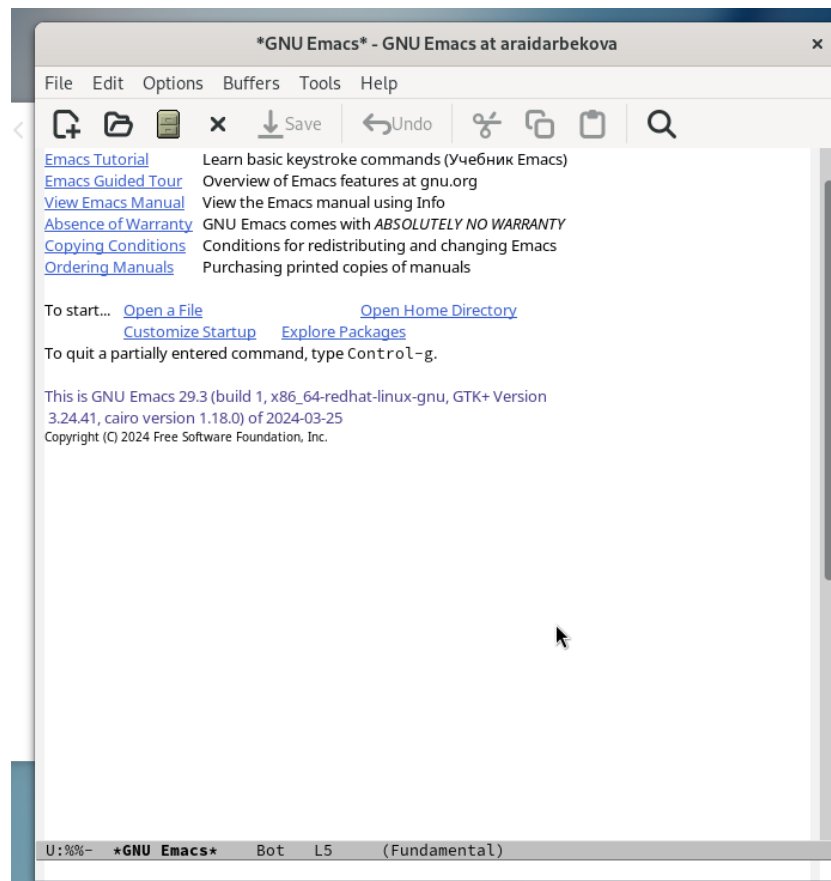 *GNU Emacs* - GNU Emacs at araidarbekova
File Edit Options Buffers Tools Help
Save Undo
Emacs Tutorial Learn basic keystroke commands (Учебник Emacs)
Emacs Guided Tour Overview of Emacs features at gnu.org
View Emacs Manual View the Emacs manual using Info
Absence of Warranty GNU Emacs comes with ABSOLUTELY NO WARRANTY
Copying Conditions Conditions for redistributing and changing Emacs
Ordering Manuals Purchasing printed copies of manuals
To start... Open a File Open Home Directory
Customize Startup Explore Packages
To quit a partially entered command, type Control-g.
This is GNU Emacs 29.3 (build 1, x86_64-redhat-linux-gnu, GTK+ Version
3.24.41, cairo version 1.18.0) of 2024-03-25
Copyright (C) 2024 Free Software Foundation, Inc.
U:%%- *GNU Emacs* Bot L5 (Fundamental)